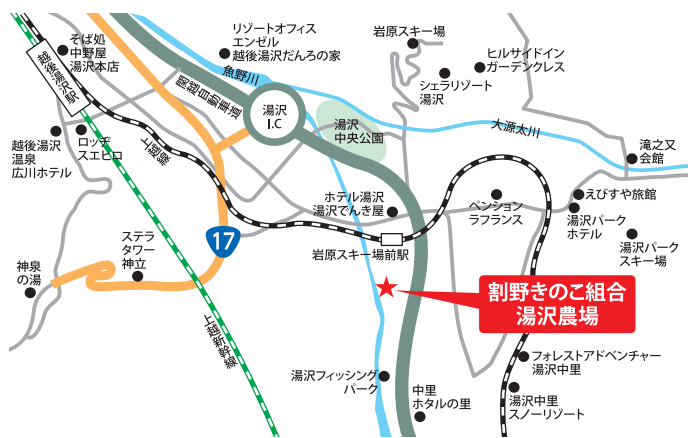 そば処
中野屋
湯沢本店
リゾートオフィス
エンゼル
越後湯沢だんろの家
岩原スキー場
ヒルサイドイン
ガーデンクレス
シェラリゾート
湯沢
越後湯沢駅
魚野川
関越自動車道
湯沢
I.C
湯沢
中央公園
大源太川
滝之又
会館
越後湯沢
温泉
広川ホテル
ロッヂ
スエヒロ
上越線
ホテル湯沢
湯沢でんき屋
ペンション
ラフランス
えびすや旅館
湯沢パーク
ホテル
湯沢パーク
スキー場
17
岩原スキー場前駅
ステラ
タワー
神立
神泉
の湯
割野きのこ組合
湯沢農場
上越新幹線
フォレストアドベンチャー
湯沢中里
湯沢フィッシング
パーク
中里
ホタルの里
湯沢中里
スノーリゾート